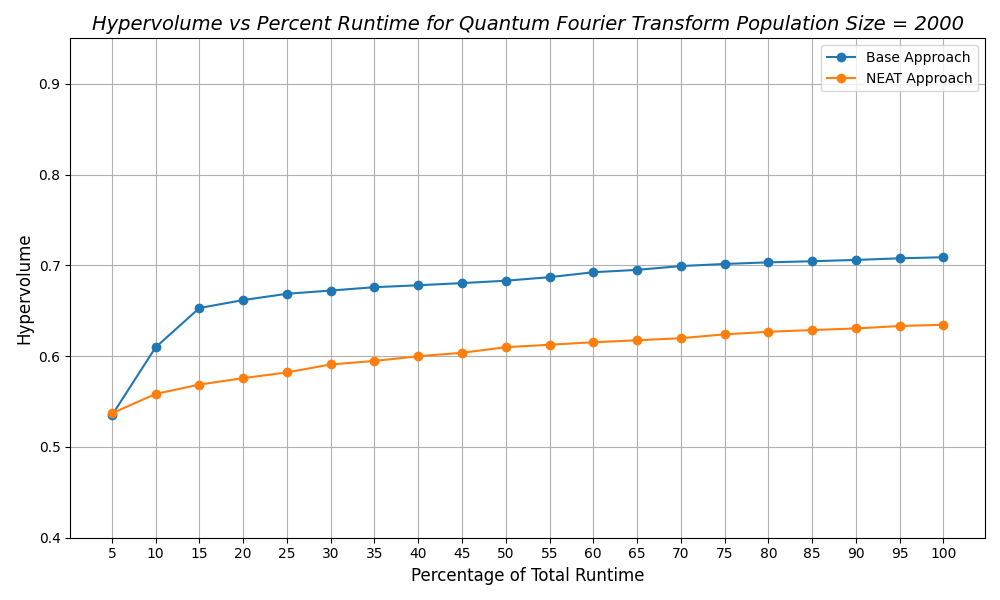 Hypervolume vs Percent Runtime for Quantum Fourier Transform Population Size = 2000
Base Approach
NEAT Approach
Hypervolume
0.9
0.8
0.7
0.6
0.5
0.4
5 10 15 20 25 30 35 40 45 50 55 60 65 70 75 80 85 90 95 100
Percentage of Total Runtime